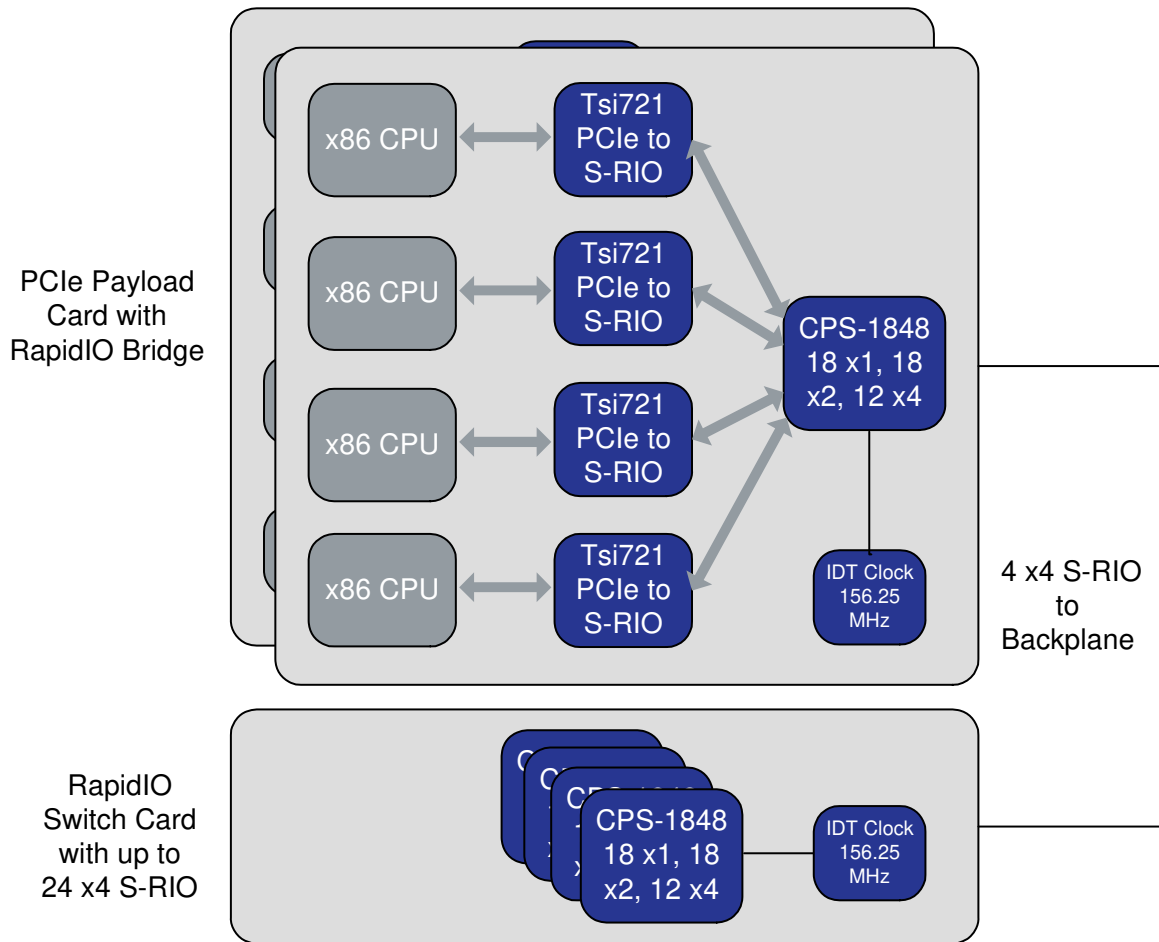 x86 CPU
Tsi721
PCIe to
S-RIO
x86 CPU
Tsi721
PCIe to
S-RIO
PCIe Payload
Card with
RapidIO Bridge
CPS-1848
18 x1, 18
x2, 12 x4
x86 CPU
Tsi721
PCIe to
S-RIO
x86 CPU
Tsi721
PCIe to
S-RIO
IDT Clock
156.25
MHz
4 x4 S-RIO
to
Backplane
RapidIO
Switch Card
with up to
24 x4 S-RIO
CPS-1848
18 x1, 18
x2, 12 x4
IDT Clock
156.25
MHz